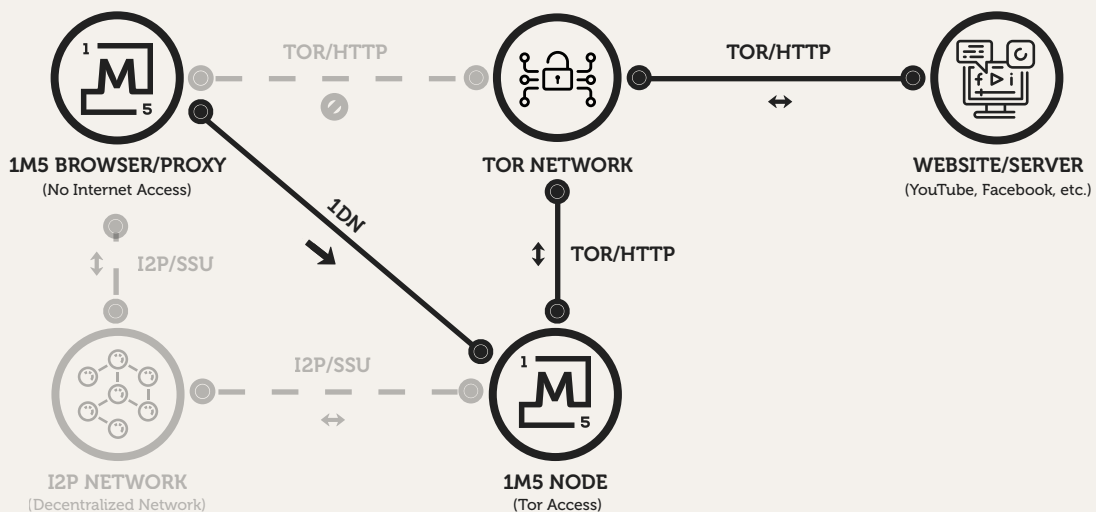 1
M
5
TOR/HTTP
TOR/HTTP
1M5 BROWSER/PROXY
(No Internet Access)
TOR NETWORK
WEBSITE/SERVER
(YouTube, Facebook, etc.)
1DN
TOR/HTTP
I2P/SSU
I2P/SSU
1
M
5
I2P NETWORK
(Decentralized Network)
1M5 NODE
(Tor Access)